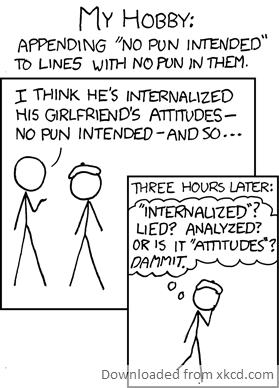 MY HOBBY:
APPENDING "NO PUN INTENDED"
TO LINES WITH NO PUN IN THEM.
I THINK HE'S INTERNALIZED
HIS GIRLFRIEND'S ATTITUDES—
NO PUN INTENDED—AND SO...
THREE HOURS LATER:
"INTERNALIZED"?
LIED? ANALYZED?
OR IS IT "ATTITUDES"?
DAMMIT.
Downloaded from xkcd.com